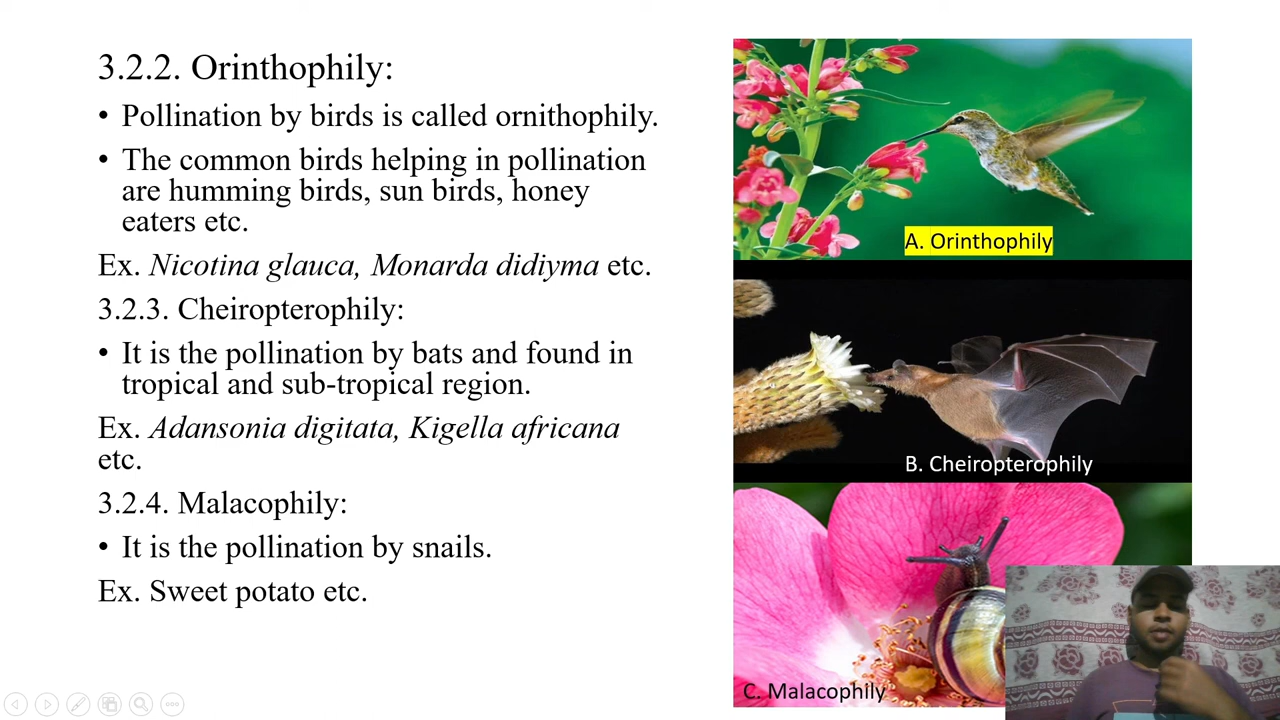 3.2.2. Orinthophily:
• Pollination by birds is called ornithophily.
• The common birds helping in pollination
are humming birds, sun birds, honey
eaters etc.
Ex. Nicotina glauca, Monarda didiyma etc.
3.2.3. Cheiropterophily:
• It is the pollination by bats and found in
tropical and sub-tropical region.
Ex. Adansonia digitata, Kigella africana
etc.
3.2.4. Malacophily:
• It is the pollination by snails.
Ex. Sweet potato etc.
A. Orinthophily
B. Cheiropterophily
C. Malacophily